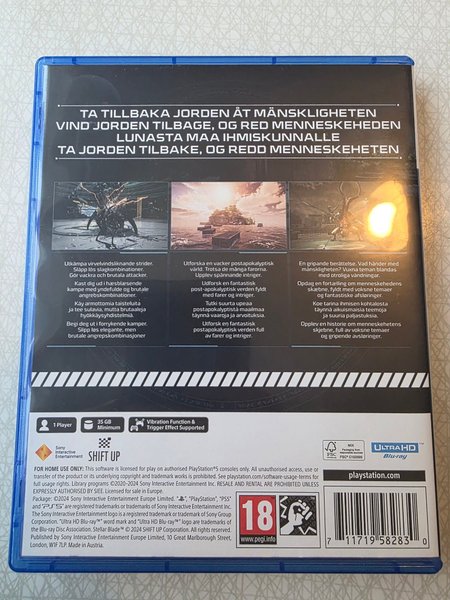 TA TILLBAKA JORDEN ÅT MÄNSKLIGHETEN
VIND JORDEN TILBAGE, OG RED MENNESKEHEDEN
LUNASTA MAA IHMISKUNNALLE
TA JORDEN TILBAKE, OG REDD MENNESKEHETEN
Utkämpa virvelvindsliknande strider.
Släpp lös slagkombinationer.
Gör vackra och brutala attacker.
Kast dig ud i hårsblæsende
kampe med yndefulde og brutale
angrebskombinationer.
Käy armottomia taisteluita
ja tee sulavia, mutta brutaaleja
hyökkäysyhdistelmiä.
Begi deg ut i forrykende kamper.
Slipp løs elegante, men
brutale angrepskombinasjoner
Utforska en vacker postapokalyptisk
värld. Trotsa de många farorna.
Upplev spännande intriger.
Udforsk en fantastisk
post-apokalyptisk verden fyldt
med farer og intriger.
Tutki suurta upeaa
postapokalyptistä maailmaa
täynnä vaaroja ja arvoituksia.
Utforsk en fantastisk
postapokalyptisk verden full
av farer og intriger.
En gripande berättelse. Vad händer med
mänskligheten? Vuxna teman blandas
med otroliga vändningar.
Opdag en fortælling om menneskehedens
skæbne, fyldt med voksne temaer
og fantastiske afsløringer.
Koe tarina ihmisen kohtalosta
täynnä aikuismaisia teemoja
ja suuria paljastuksia.
Opplev en historie om menneskehetens
skjebne, full av voksne temaer
og gripende avsløringer.
1 Player
35 GB Minimum
Vibration Function & Trigger Effect Supported
Sony Interactive Entertainment
SHIFT UP
FSC
MIX
ULTRA HD Blu-ray
FOR HOME USE ONLY: This software is licensed for play on authorised PlayStation®5 consoles only. All unauthorised access, use or
transfer of the product or its underlying copyright and trademark works is prohibited. See playstation.com/legal/software-usage-terms for
full usage rights. Library programs ©2020-2024 Sony Interactive Entertainment Inc. RESALE AND RENTAL ARE PROHIBITED UNLESS
EXPRESSLY AUTHORISED BY SIEE. Licensed for sale in Europe.
Package: ©2024 Sony Interactive Entertainment Inc. "PlayStation", "PS5"
and "PS5" are registered trademarks or trademarks of Sony Interactive Entertainment Inc.
The Sony Interactive Entertainment logo is a registered trademark or trademark of Sony Group
Corporation. "Ultra HD Blu-ray™" word mark and "Ultra HD Blu-ray™" logo are trademarks of
the Blu-ray Disc Association. Stellar Blade™ © 2024 SHIFT UP Corporation. All rights reserved.
Published by Sony Interactive Entertainment Europe Limited, 10 Great Marlborough Street,
London, W1F 7LP. Made in Austria.
18
www.pegi.info
playstation.com
7 11719 58283 0